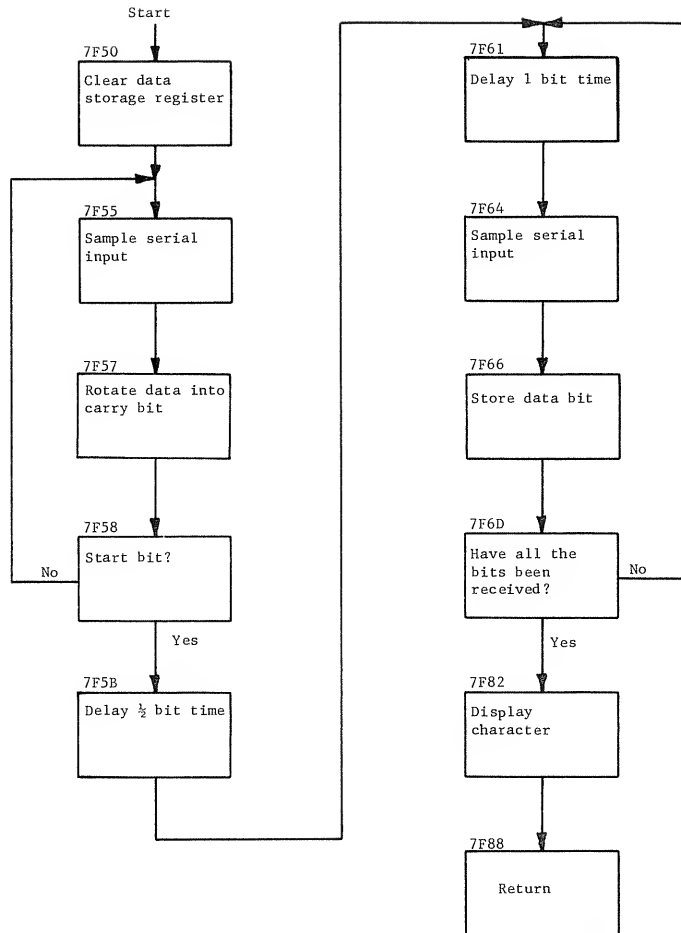 Start
7F50
Clear data
storage register
7F55
Sample serial
input
7F57
Rotate data into
carry bit
7F58
Start bit?
No
Yes
7F5B
Delay ½ bit time
7F61
Delay 1 bit time
7F64
Sample serial
input
7F66
Store data bit
7F6D
Have all the
bits been
received?
No
Yes
7F82
Display
character
7F88
Return